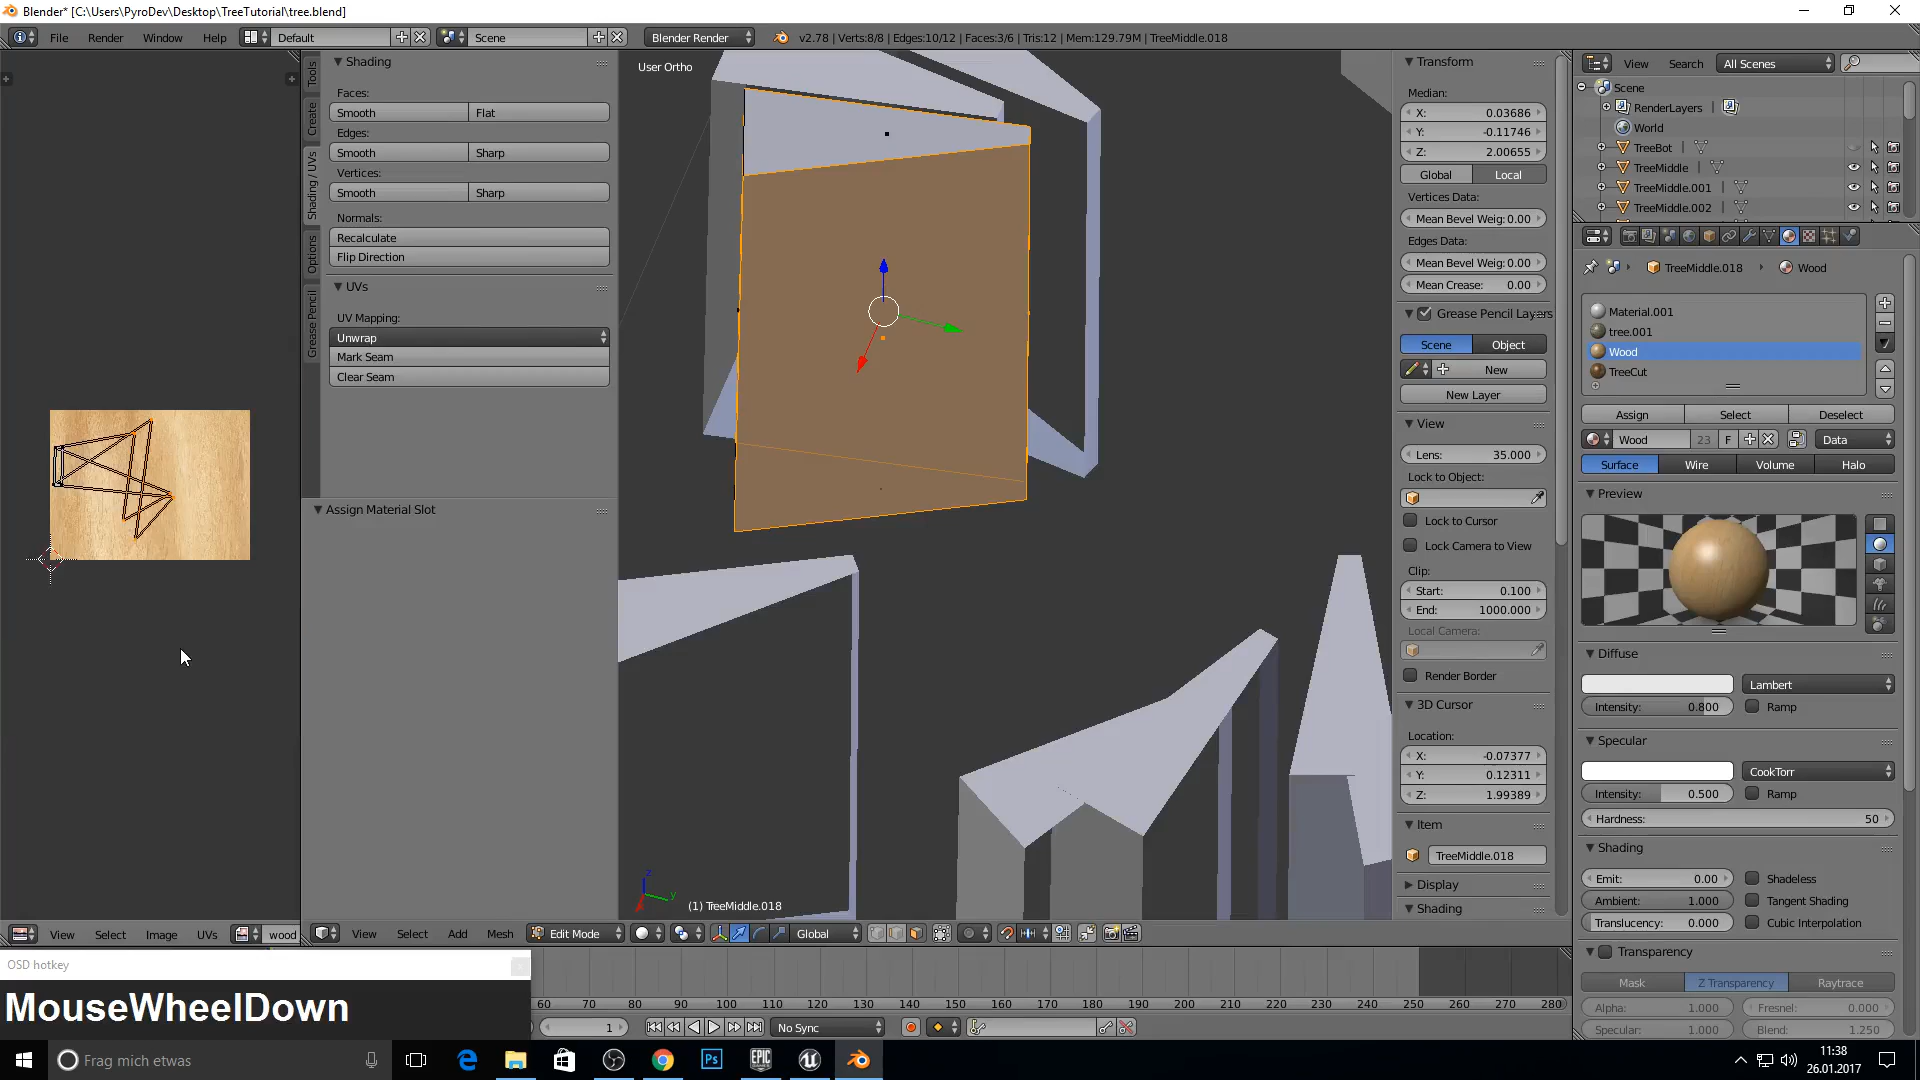 Blender* [C:\Users\PyroDev\Desktop\TreeTutorial\tree.blend]
File Render Window Help Default Scene Blender Render v2.78 | Verts:8/8 | Edges:10/12 | Faces:3/6 | Tris:12 | Mem:129.79M | TreeMiddle.018
Tools
Create
Shading / UVs
Options
Grease Pencil
Shading
Faces:
Smooth Flat
Edges:
Smooth Sharp
Vertices:
Smooth Sharp
Normals:
Recalculate
Flip Direction
UVs
UV Mapping:
Unwrap
Mark Seam
Clear Seam
Assign Material Slot
User Ortho
(1) TreeMiddle.018
Transform
Median:
X: 0.03686
Y: -0.11746
Z: 2.00655
Global Local
Vertices Data:
Mean Bevel Weig: 0.00
Edges Data:
Mean Bevel Weig: 0.00
Mean Crease: 0.00
Grease Pencil Layers
Scene Object
New
New Layer
View
Lens: 35.000
Lock to Object:
Lock to Cursor
Lock Camera to View
Clip:
Start: 0.100
End: 1000.000
Local Camera:
Render Border
3D Cursor
Location:
X: -0.07377
Y: 0.12311
Z: 1.99389
Item
TreeMiddle.018
Display
Shading
View Search All Scenes
Scene
RenderLayers
World
TreeBot
TreeMiddle
TreeMiddle.001
TreeMiddle.002
TreeMiddle.018 Wood
Material.001
tree.001
Wood
TreeCut
Assign Select Deselect
Wood 23 F Data
Surface Wire Volume Halo
Preview
Diffuse
Lambert
Intensity: 0.800 Ramp
Specular
CookTorr
Intensity: 0.500 Ramp
Hardness: 50
Shading
Emit: 0.00 Shadeless
Ambient: 1.000 Tangent Shading
Translucency: 0.000 Cubic Interpolation
Transparency
Mask Z Transparency Raytrace
Alpha: 1.000 Fresnel: 0.000
Specular: 1.000 Blend: 1.250
View Select Image UVs wood
View Select Add Mesh Edit Mode Global
OSD hotkey
MouseWheelDown
60 70 80 90 100 110 120 130 140 150 160 170 180 190 200 210 220 230 240 250 260 270 280
1 No Sync
Frag mich etwas
11:38
26.01.2017